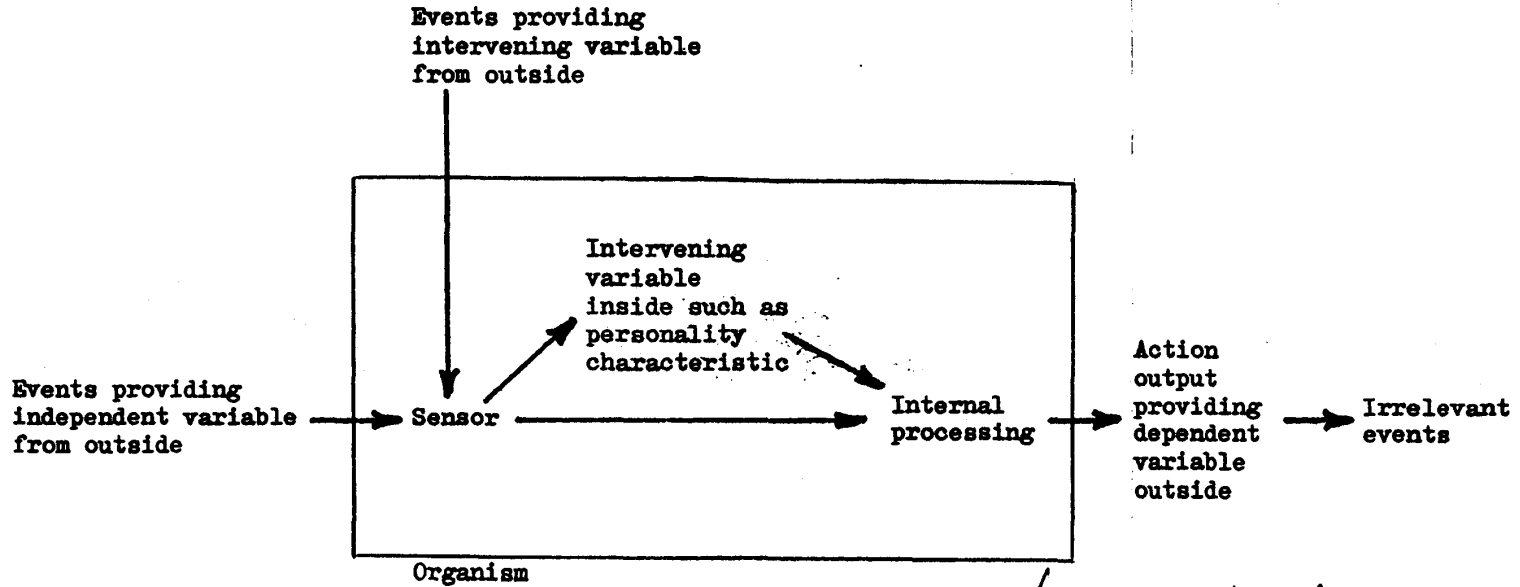 Events providing
intervening variable
from outside
Intervening
variable
inside such as
personality
characteristic
Events providing
independent variable
from outside
Sensor
Internal
processing
Action
output
providing
dependent
variable
outside
Irrelevant
events
Organism